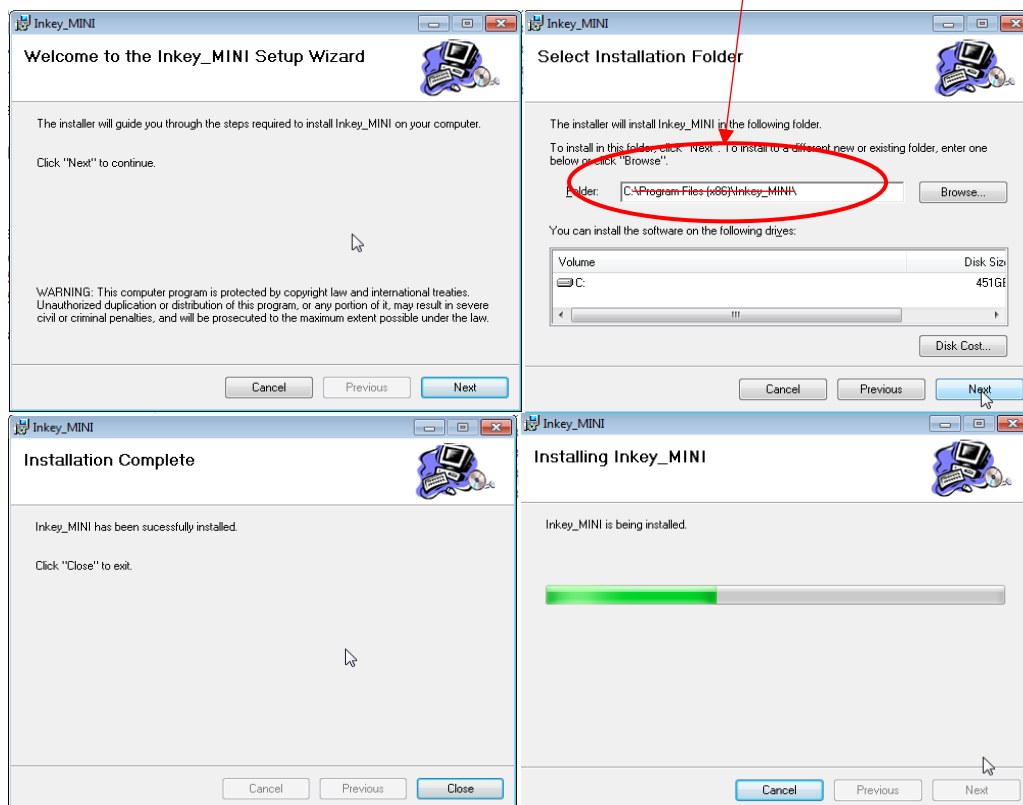 Inkey_MINI
Welcome to the Inkey_MINI Setup Wizard
The installer will guide you through the steps required to install Inkey_MINI on your computer.
Click "Next" to continue.
WARNING: This computer program is protected by copyright law and international treaties.
Unauthorized duplication or distribution of this program, or any portion of it, may result in severe
civil or criminal penalties, and will be prosecuted to the maximum extent possible under the law.
Cancel
Previous
Next
Inkey_MINI
Select Installation Folder
The installer will install Inkey_MINI in the following folder.
To install in this folder, click "Next". To install to a different new or existing folder, enter one
below or click "Browse".
Folder:
C:\Program Files (x86)\Inkey_MINI\
Browse...
You can install the software on the following drives:
Volume
Disk Siz
C:
451GB
Disk Cost...
Cancel
Previous
Next
Inkey_MINI
Installation Complete
Inkey_MINI has been sucessfully installed.
Click "Close" to exit.
Cancel
Previous
Close
Inkey_MINI
Installing Inkey_MINI
Inkey_MINI is being installed.
Cancel
Previous
Next